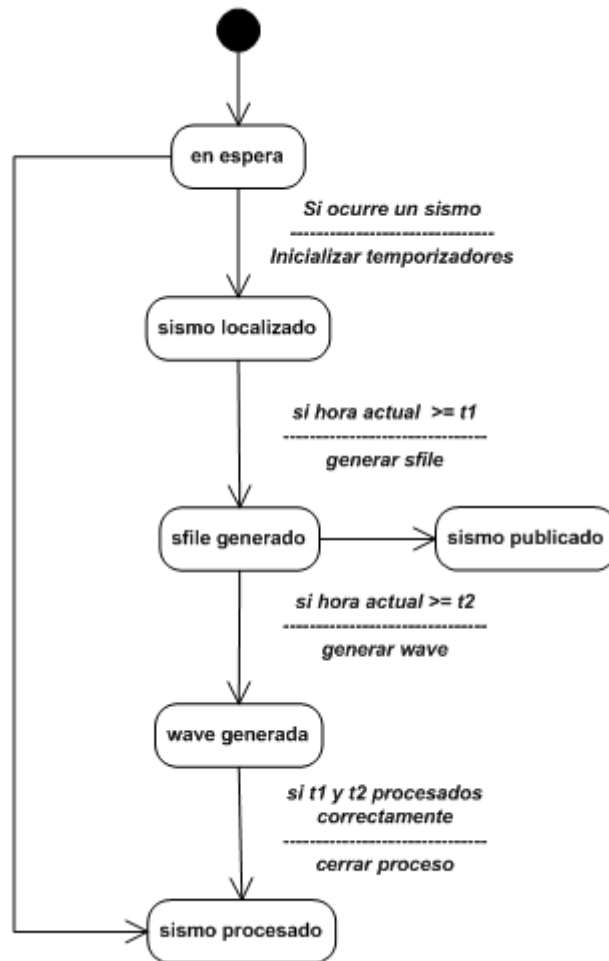 en espera
Si ocurre un sismo
--------------------------------
Inicializar temporizadores
sismo localizado
si hora actual >= t1
--------------------------------
generar sfile
sfile generado
sismo publicado
si hora actual >= t2
--------------------------------
generar wave
wave generada
si t1 y t2 procesados
correctamente
--------------------------------
cerrar proceso
sismo procesado